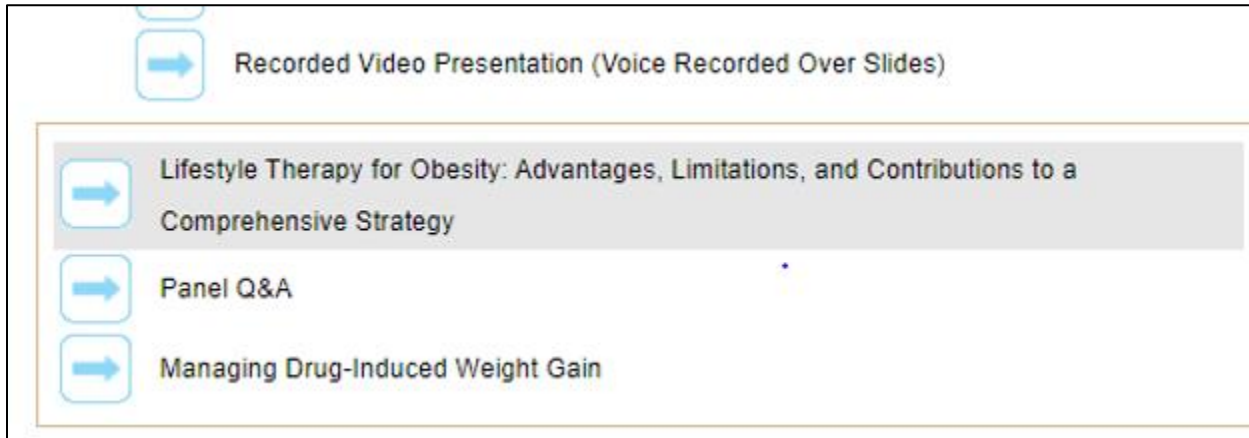 Recorded Video Presentation (Voice Recorded Over Slides)
Lifestyle Therapy for Obesity: Advantages, Limitations, and Contributions to a
Comprehensive Strategy
Panel Q&A
Managing Drug-Induced Weight Gain